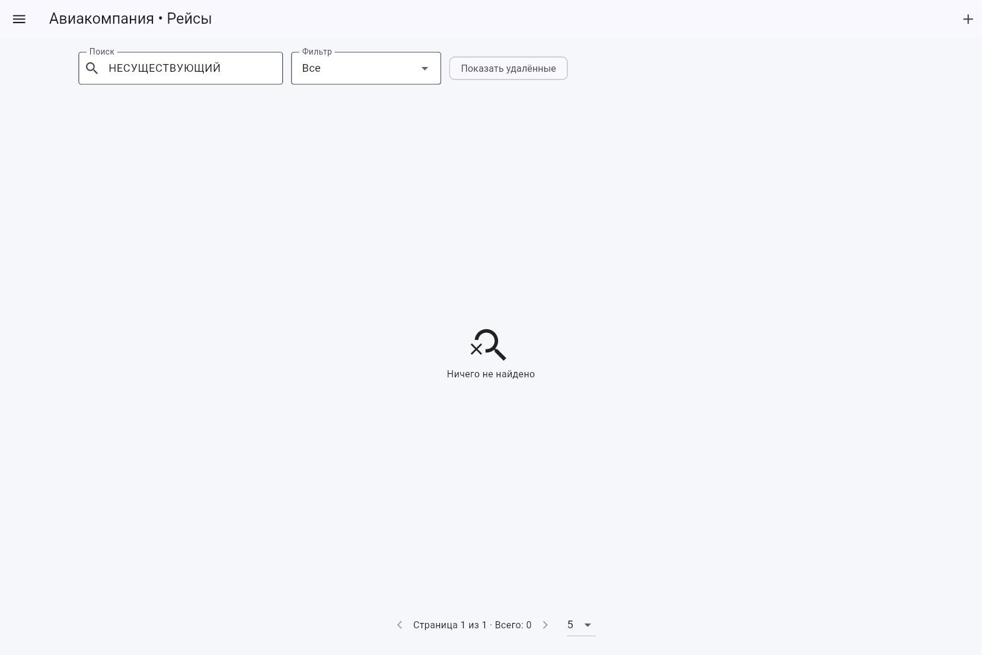 Авиакомпания • Рейсы
Поиск
НЕСУЩЕСТВУЮЩИЙ
Фильтр
Все
Показать удалённые
Ничего не найдено
Страница 1 из 1 · Всего: 0
5